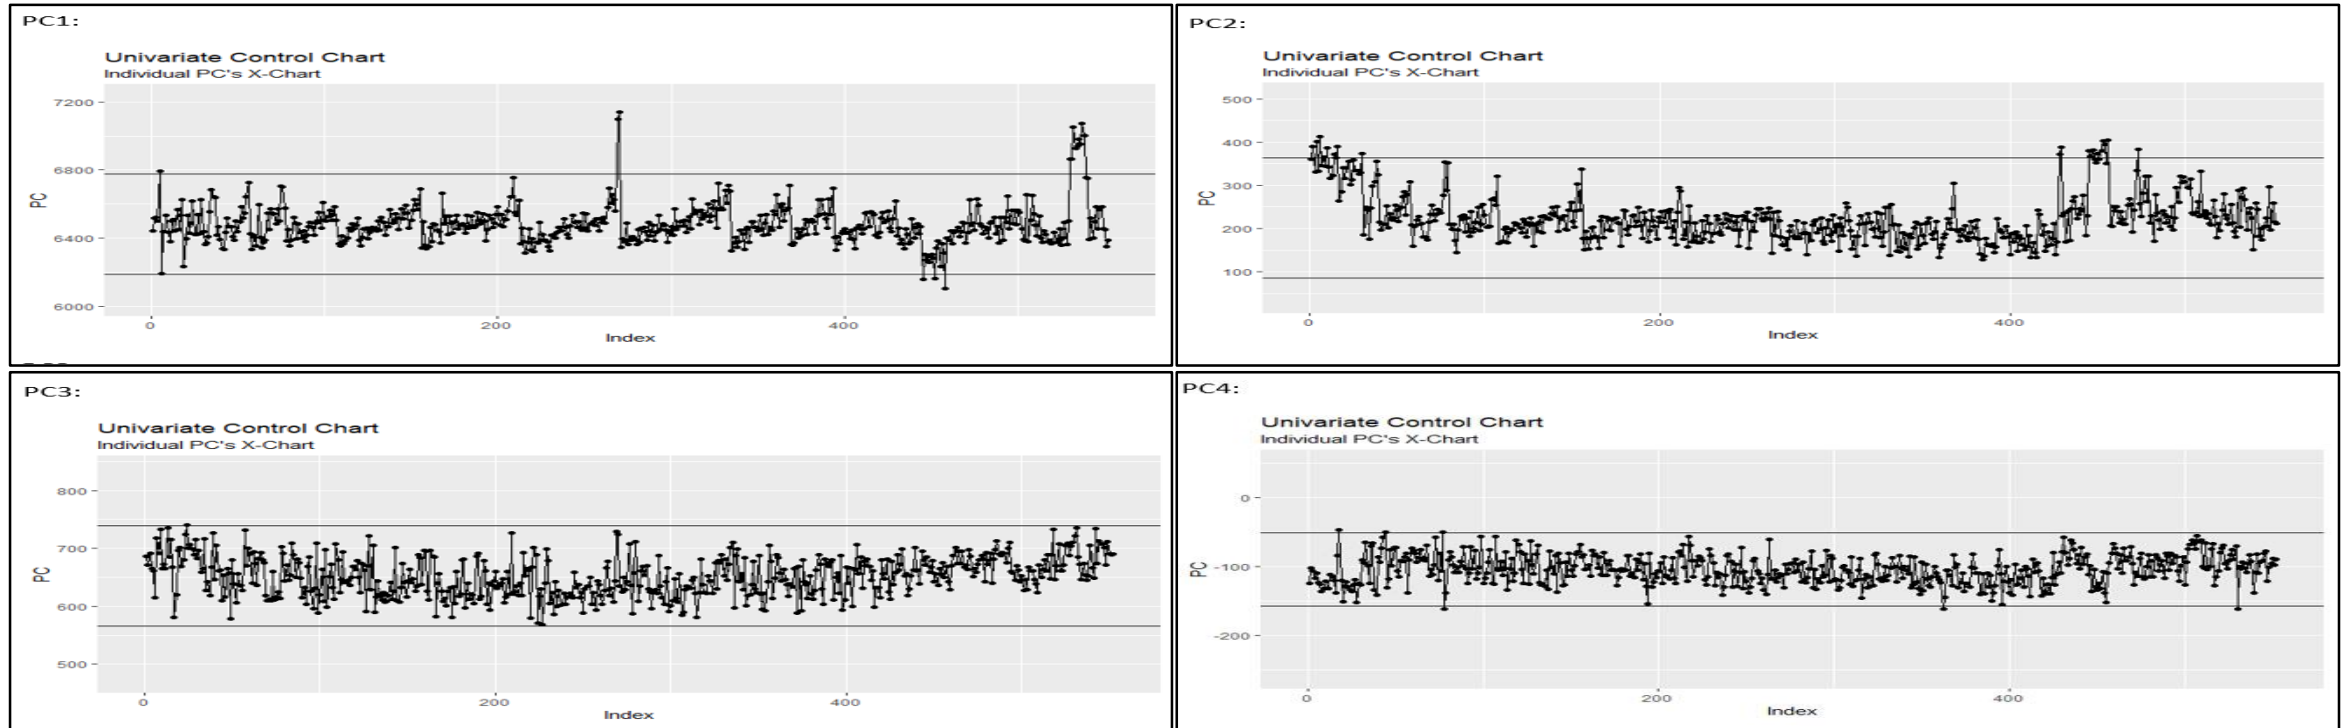 PC1:
Univariate Control Chart
Individual PC's X-Chart
7200
6800
6400
6000
PC
0
200
400
Index
PC2:
Univariate Control Chart
Individual PC's X-Chart
500
400
300
200
100
PC
0
200
400
Index
PC3:
Univariate Control Chart
Individual PC's X-Chart
800
700
600
500
PC
0
200
400
Index
PC4:
Univariate Control Chart
Individual PC's X-Chart
0
-100
-200
PC
0
200
400
Index